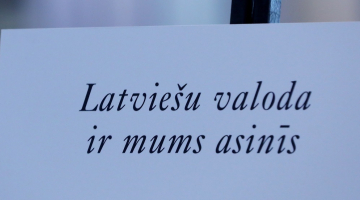 Latviešu valoda
ir mums asinīs